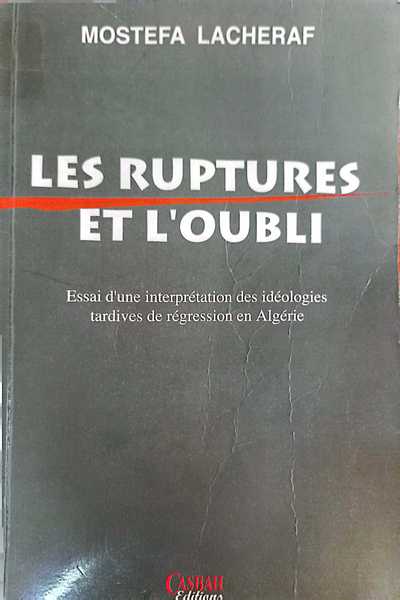 MOSTEFA LACHERAF
LES RUPTURES
ET L'OUBLI
Essai d'une interprétation des idéologies
tardives de régression en Algérie
CASBAH
Editions